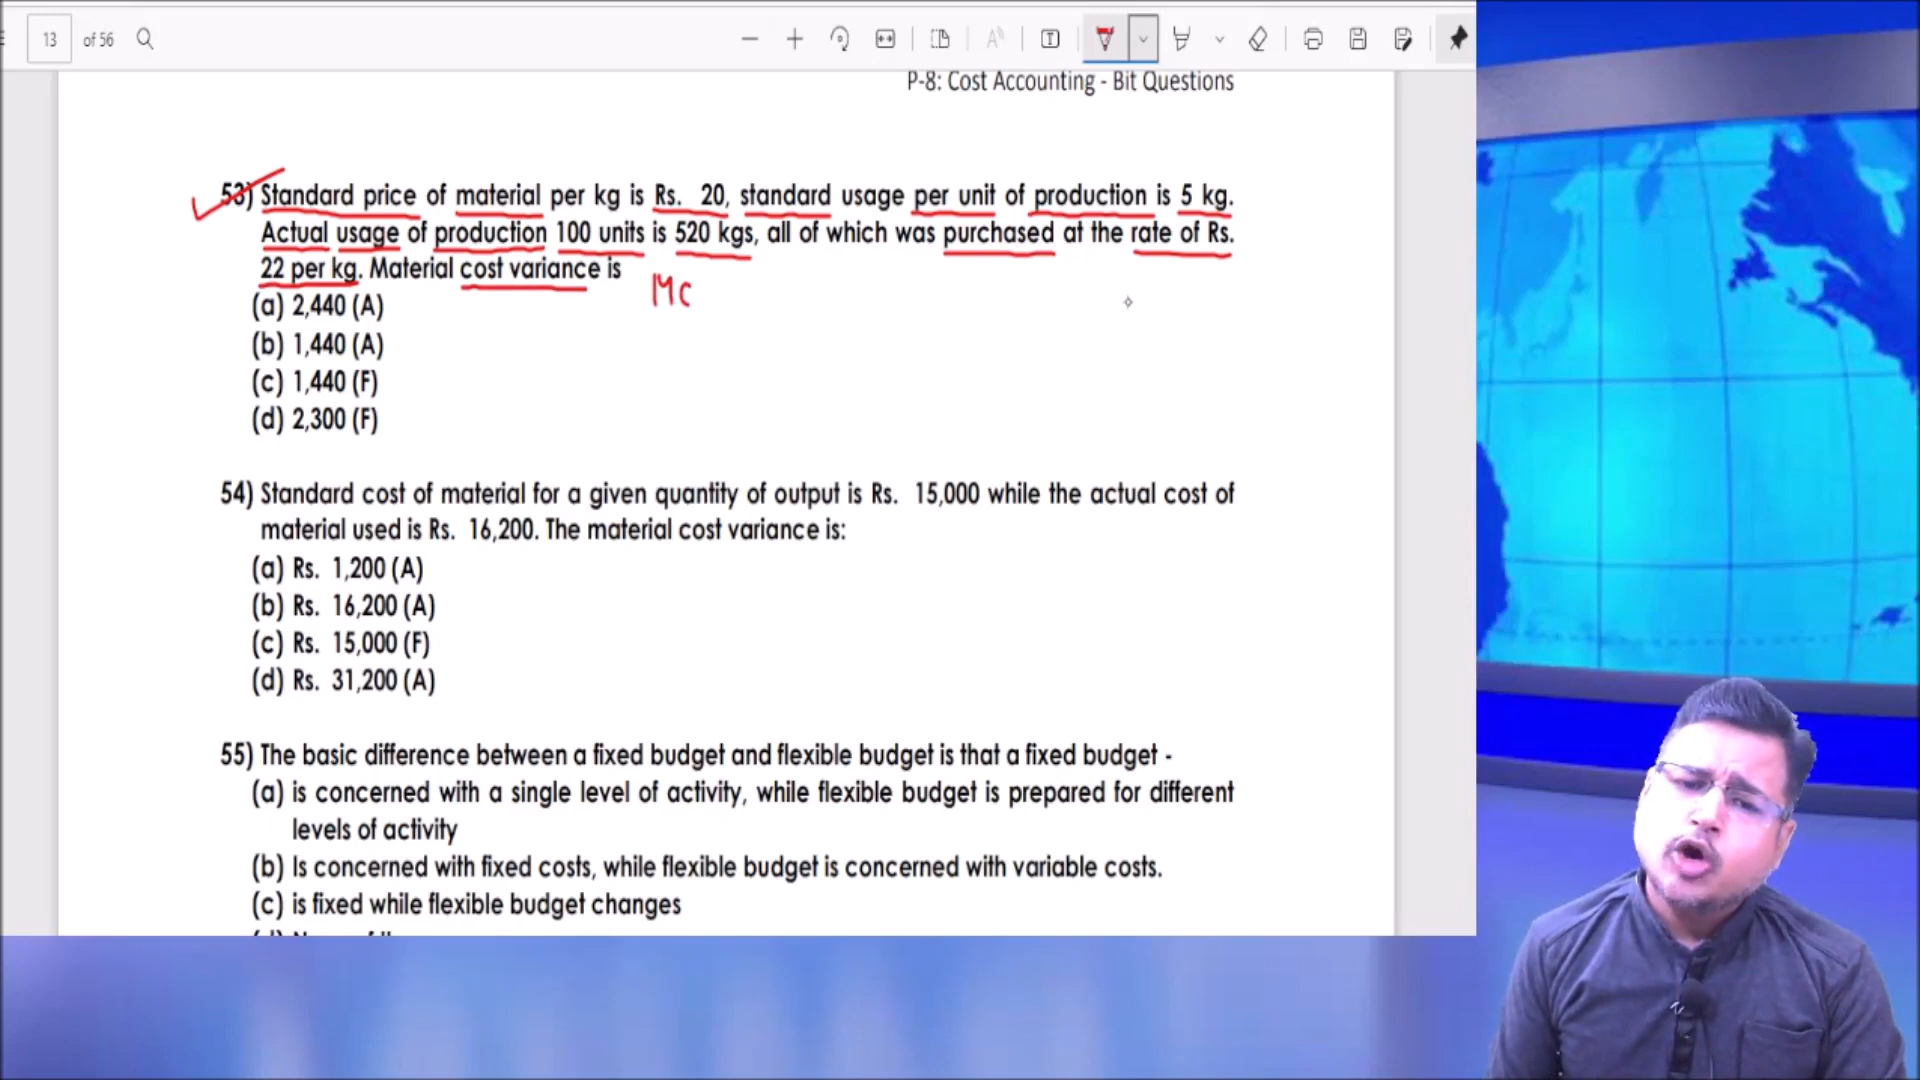 13 of 56
P-8: Cost Accounting - Bit Questions
53) Standard price of material per kg is Rs. 20, standard usage per unit of production is 5 kg.
Actual usage of production 100 units is 520 kgs, all of which was purchased at the rate of Rs.
22 per kg. Material cost variance is
MC
(a) 2,440 (A)
(b) 1,440 (A)
(c) 1,440 (F)
(d) 2,300 (F)
54) Standard cost of material for a given quantity of output is Rs. 15,000 while the actual cost of
material used is Rs. 16,200. The material cost variance is:
(a) Rs. 1,200 (A)
(b) Rs. 16,200 (A)
(c) Rs. 15,000 (F)
(d) Rs. 31,200 (A)
55) The basic difference between a fixed budget and flexible budget is that a fixed budget -
(a) is concerned with a single level of activity, while flexible budget is prepared for different
levels of activity
(b) Is concerned with fixed costs, while flexible budget is concerned with variable costs.
(c) is fixed while flexible budget changes